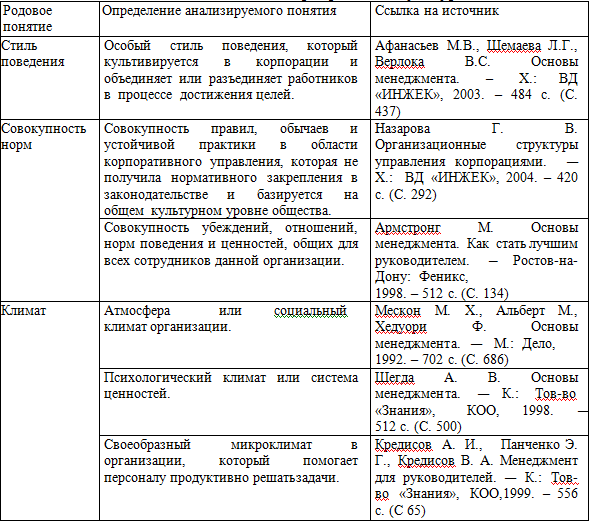 Родовое понятие
Определение анализируемого понятия
Ссылка на источник
Стиль поведения
Особый стиль поведения, который
культивируется в корпорации и
объединяет или разъединяет работников
в процессе достижения целей.
Афанасьев М.В., Шемаева Л.Г.,
Верлока В.С. Основы
менеджмента. – Х.: ВД
«ИНЖЕК», 2003. – 484 с. (С.
437)
Совокупность
норм
Совокупность правил, обычаев и
устойчивой практики в области
корпоративного управления, которая не
получила нормативного закрепления в
законодательстве и базируется на
общем культурном уровне общества.
Назарова Г. В.
Организационные структуры
управления корпорациями. —
Х.: ВД «ИНЖЕК», 2004. – 420
с. (С. 292)
Совокупность убеждений, отношений,
норм поведения и ценностей, общих для
всех сотрудников данной организации.
Армстронг М. Основы
менеджмента. Как стать лучшим
руководителем. — Ростов-на-
Дону: Феникс,
1998. – 512 с. (С. 134)
Климат
Атмосфера или социальный
климат организации.
Мескон М. Х., Альберт М.,
Хедуори Ф. Основы
менеджмента. — М.: Дело,
1992. – 702 с. (С. 686)
Психологический климат или система
ценностей.
Шегда А. В. Основы
менеджмента. — К.: Тов-во
«Знания», КОО, 1998. —
512 с. (С. 500)
Своеобразный микроклимат в
организации, который помогает
персоналу продуктивно решатьзадачи.
Кредисов А. И., Панченко Э.
Г., Кредисов В. А. Менеджмент
для руководителей. — К.: Тов-
во «Знания», КОО,1999. – 556
с. (С 65)